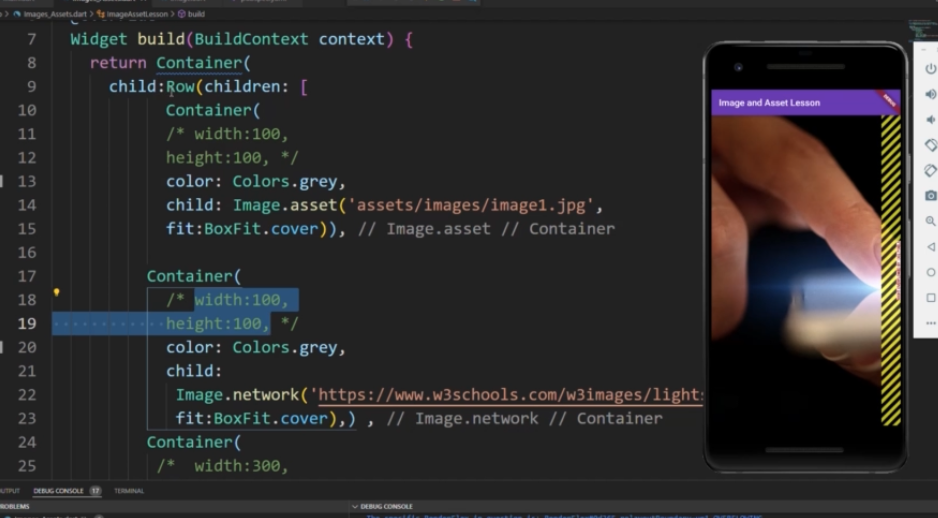 Images_Assets.dart > ImageAssetLesson > build
7 Widget build(BuildContext context) {
8 return Container(
9 child:Row(children: [
10 Container(
11 /* width:100,
12 height:100, */
13 color: Colors.grey,
14 child: Image.asset('assets/images/image1.jpg',
15 fit:BoxFit.cover)), // Image.asset // Container
16
17 Container(
18 /* width:100,
19 height:100, */
20 color: Colors.grey,
21 child:
22 Image.network('https://www.w3schools.com/w3images/light
23 fit:BoxFit.cover),) , // Image.network // Container
24 Container(
25 /* width:300,
Image and Asset Lesson
DEBUG
OUTPUT DEBUG CONSOLE 17 TERMINAL
PROBLEMS
DEBUG CONSOLE